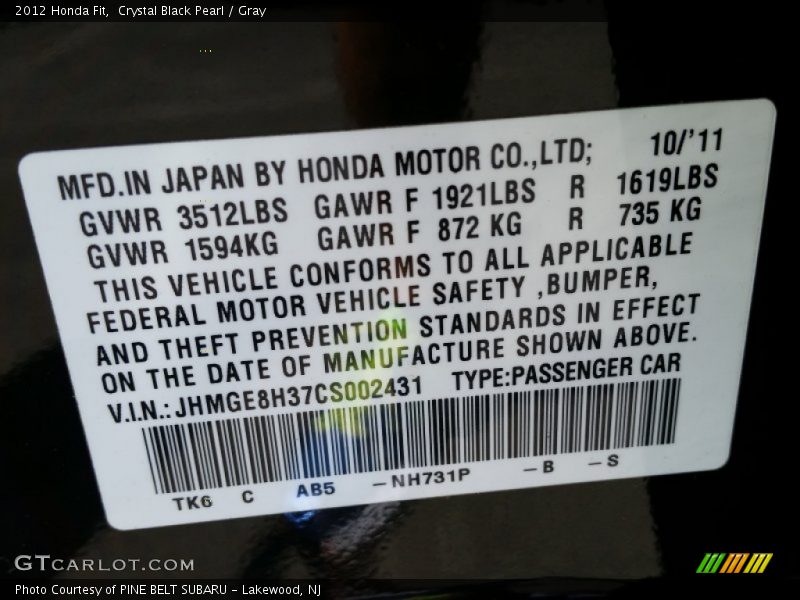 2012 Honda Fit, Crystal Black Pearl / Gray
MFD.IN JAPAN BY HONDA MOTOR CO.,LTD; 10/'11
GVWR 3512LBS GAWR F 1921LBS R 1619LBS
GVWR 1594KG GAWR F 872 KG R 735 KG
THIS VEHICLE CONFORMS TO ALL APPLICABLE
FEDERAL MOTOR VEHICLE SAFETY ,BUMPER,
AND THEFT PREVENTION STANDARDS IN EFFECT
ON THE DATE OF MANUFACTURE SHOWN ABOVE.
V.I.N.: JHMGE8H37CS002431 TYPE:PASSENGER CAR
TK6 C AB5 -NH731P -B -S
GTCARLOT.COM
Photo Courtesy of PINE BELT SUBARU - Lakewood, NJ